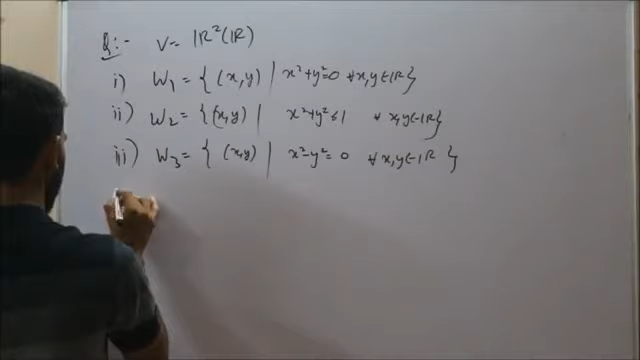 Q:- V = IR²(IR)
i) W₁ = { (x,y) | x²+y²=0 ∀ x,y ∈ IR}
ii) W₂ = {(x,y) | x²+y²≤1 ∀ x,y ∈ IR}
iii) W₃ = { (x,y) | x²-y²=0 ∀ x,y ∈ IR }